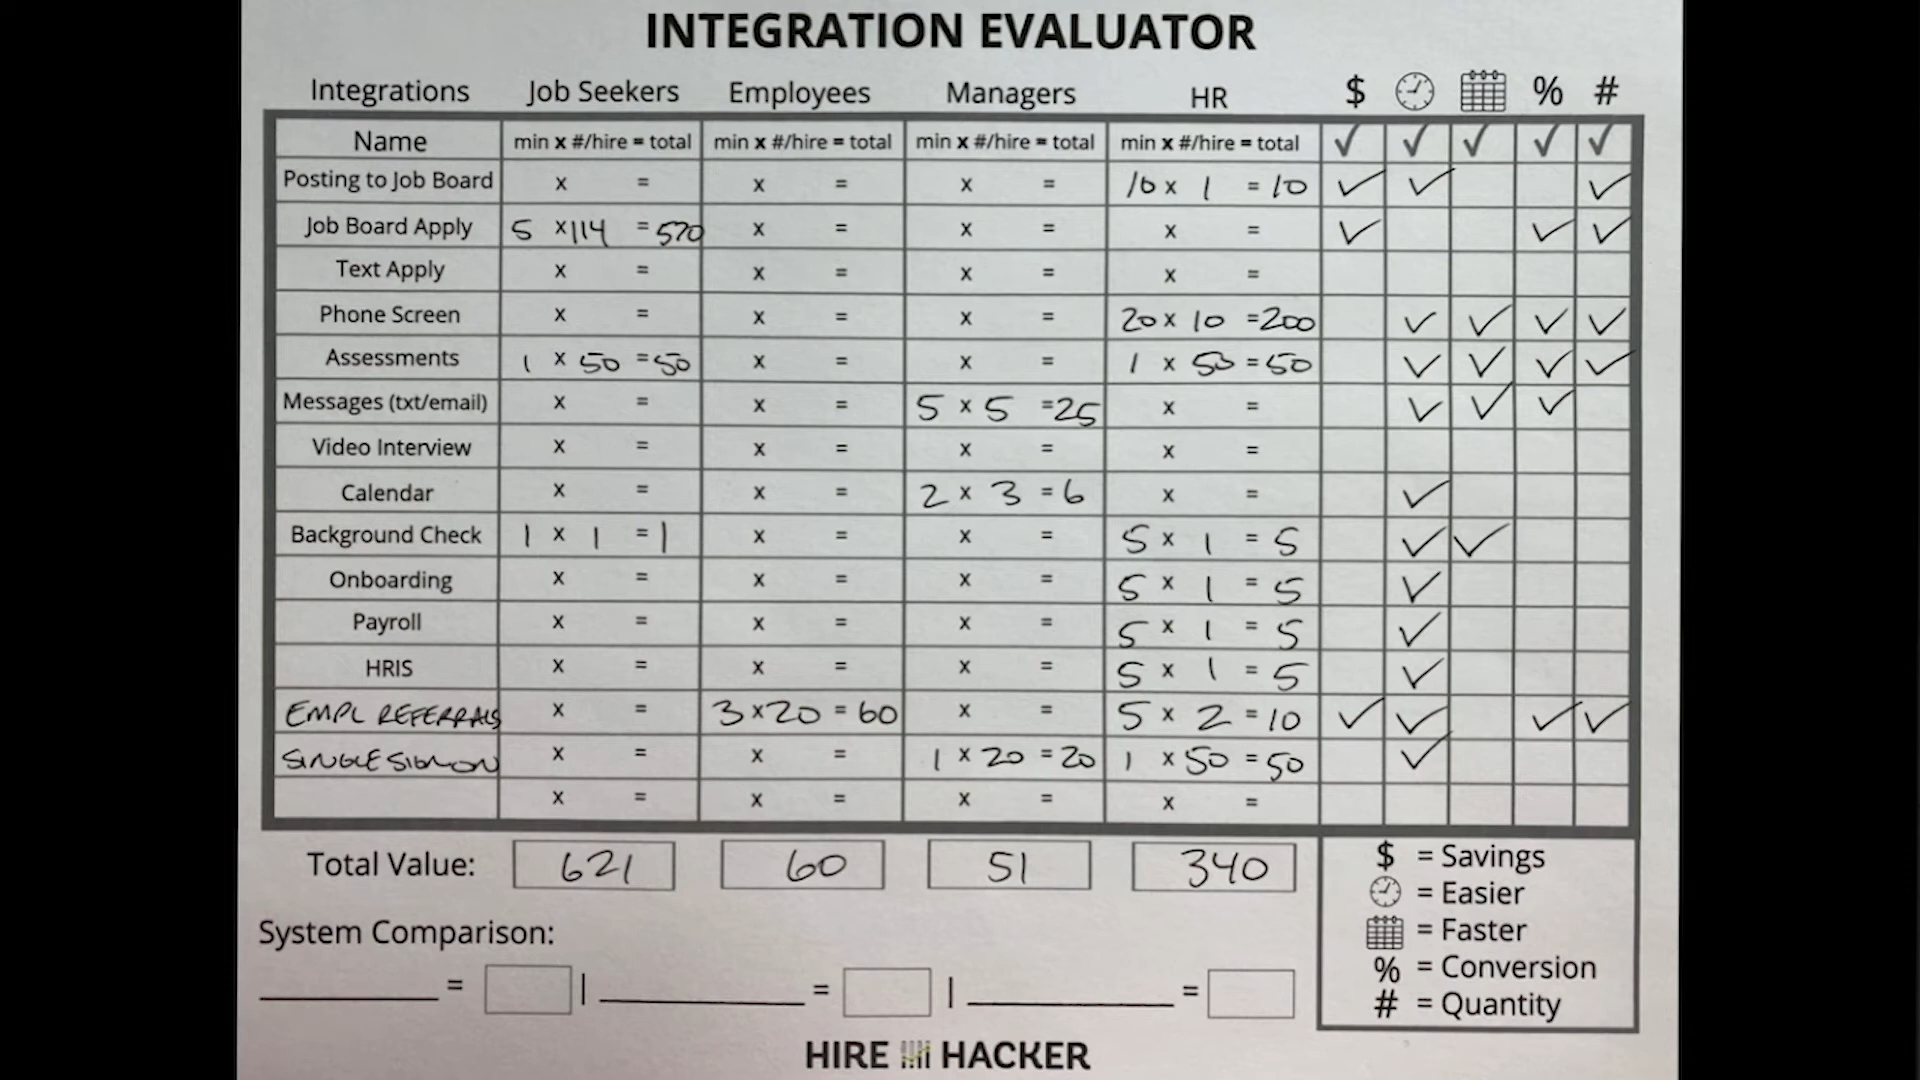 INTEGRATION EVALUATOR
Integrations Job Seekers Employees Managers HR $ % #
Name min x #/hire = total min x #/hire = total min x #/hire = total min x #/hire = total ✓ ✓ ✓ ✓ ✓
Posting to Job Board x = x = x = 10 x 1 = 10 ✓ ✓ ✓
Job Board Apply 5 x 114 = 570 x = x = x = ✓ ✓ ✓
Text Apply x = x = x = x =
Phone Screen x = x = x = 20 x 10 = 200 ✓ ✓ ✓ ✓
Assessments 1 x 50 = 50 x = x = 1 x 50 = 50 ✓ ✓ ✓ ✓
Messages (txt/email) x = x = 5 x 5 = 25 x = ✓ ✓ ✓
Video Interview x = x = x = x =
Calendar x = x = 2 x 3 = 6 x = ✓
Background Check 1 x 1 = 1 x = x = 5 x 1 = 5 ✓ ✓
Onboarding x = x = x = 5 x 1 = 5 ✓
Payroll x = x = x = 5 x 1 = 5 ✓
HRIS x = x = x = 5 x 1 = 5 ✓
EMPL REFERRALS x = 3 x 20 = 60 x = 5 x 2 = 10 ✓ ✓ ✓ ✓
SINGLE SIGN ON x = x = 1 x 20 = 20 1 x 50 = 50 ✓
x = x = x = x =
Total Value: 621 60 51 340
$ = Savings
= Easier
= Faster
% = Conversion
# = Quantity
System Comparison:
= | = | =
HIRE HACKER